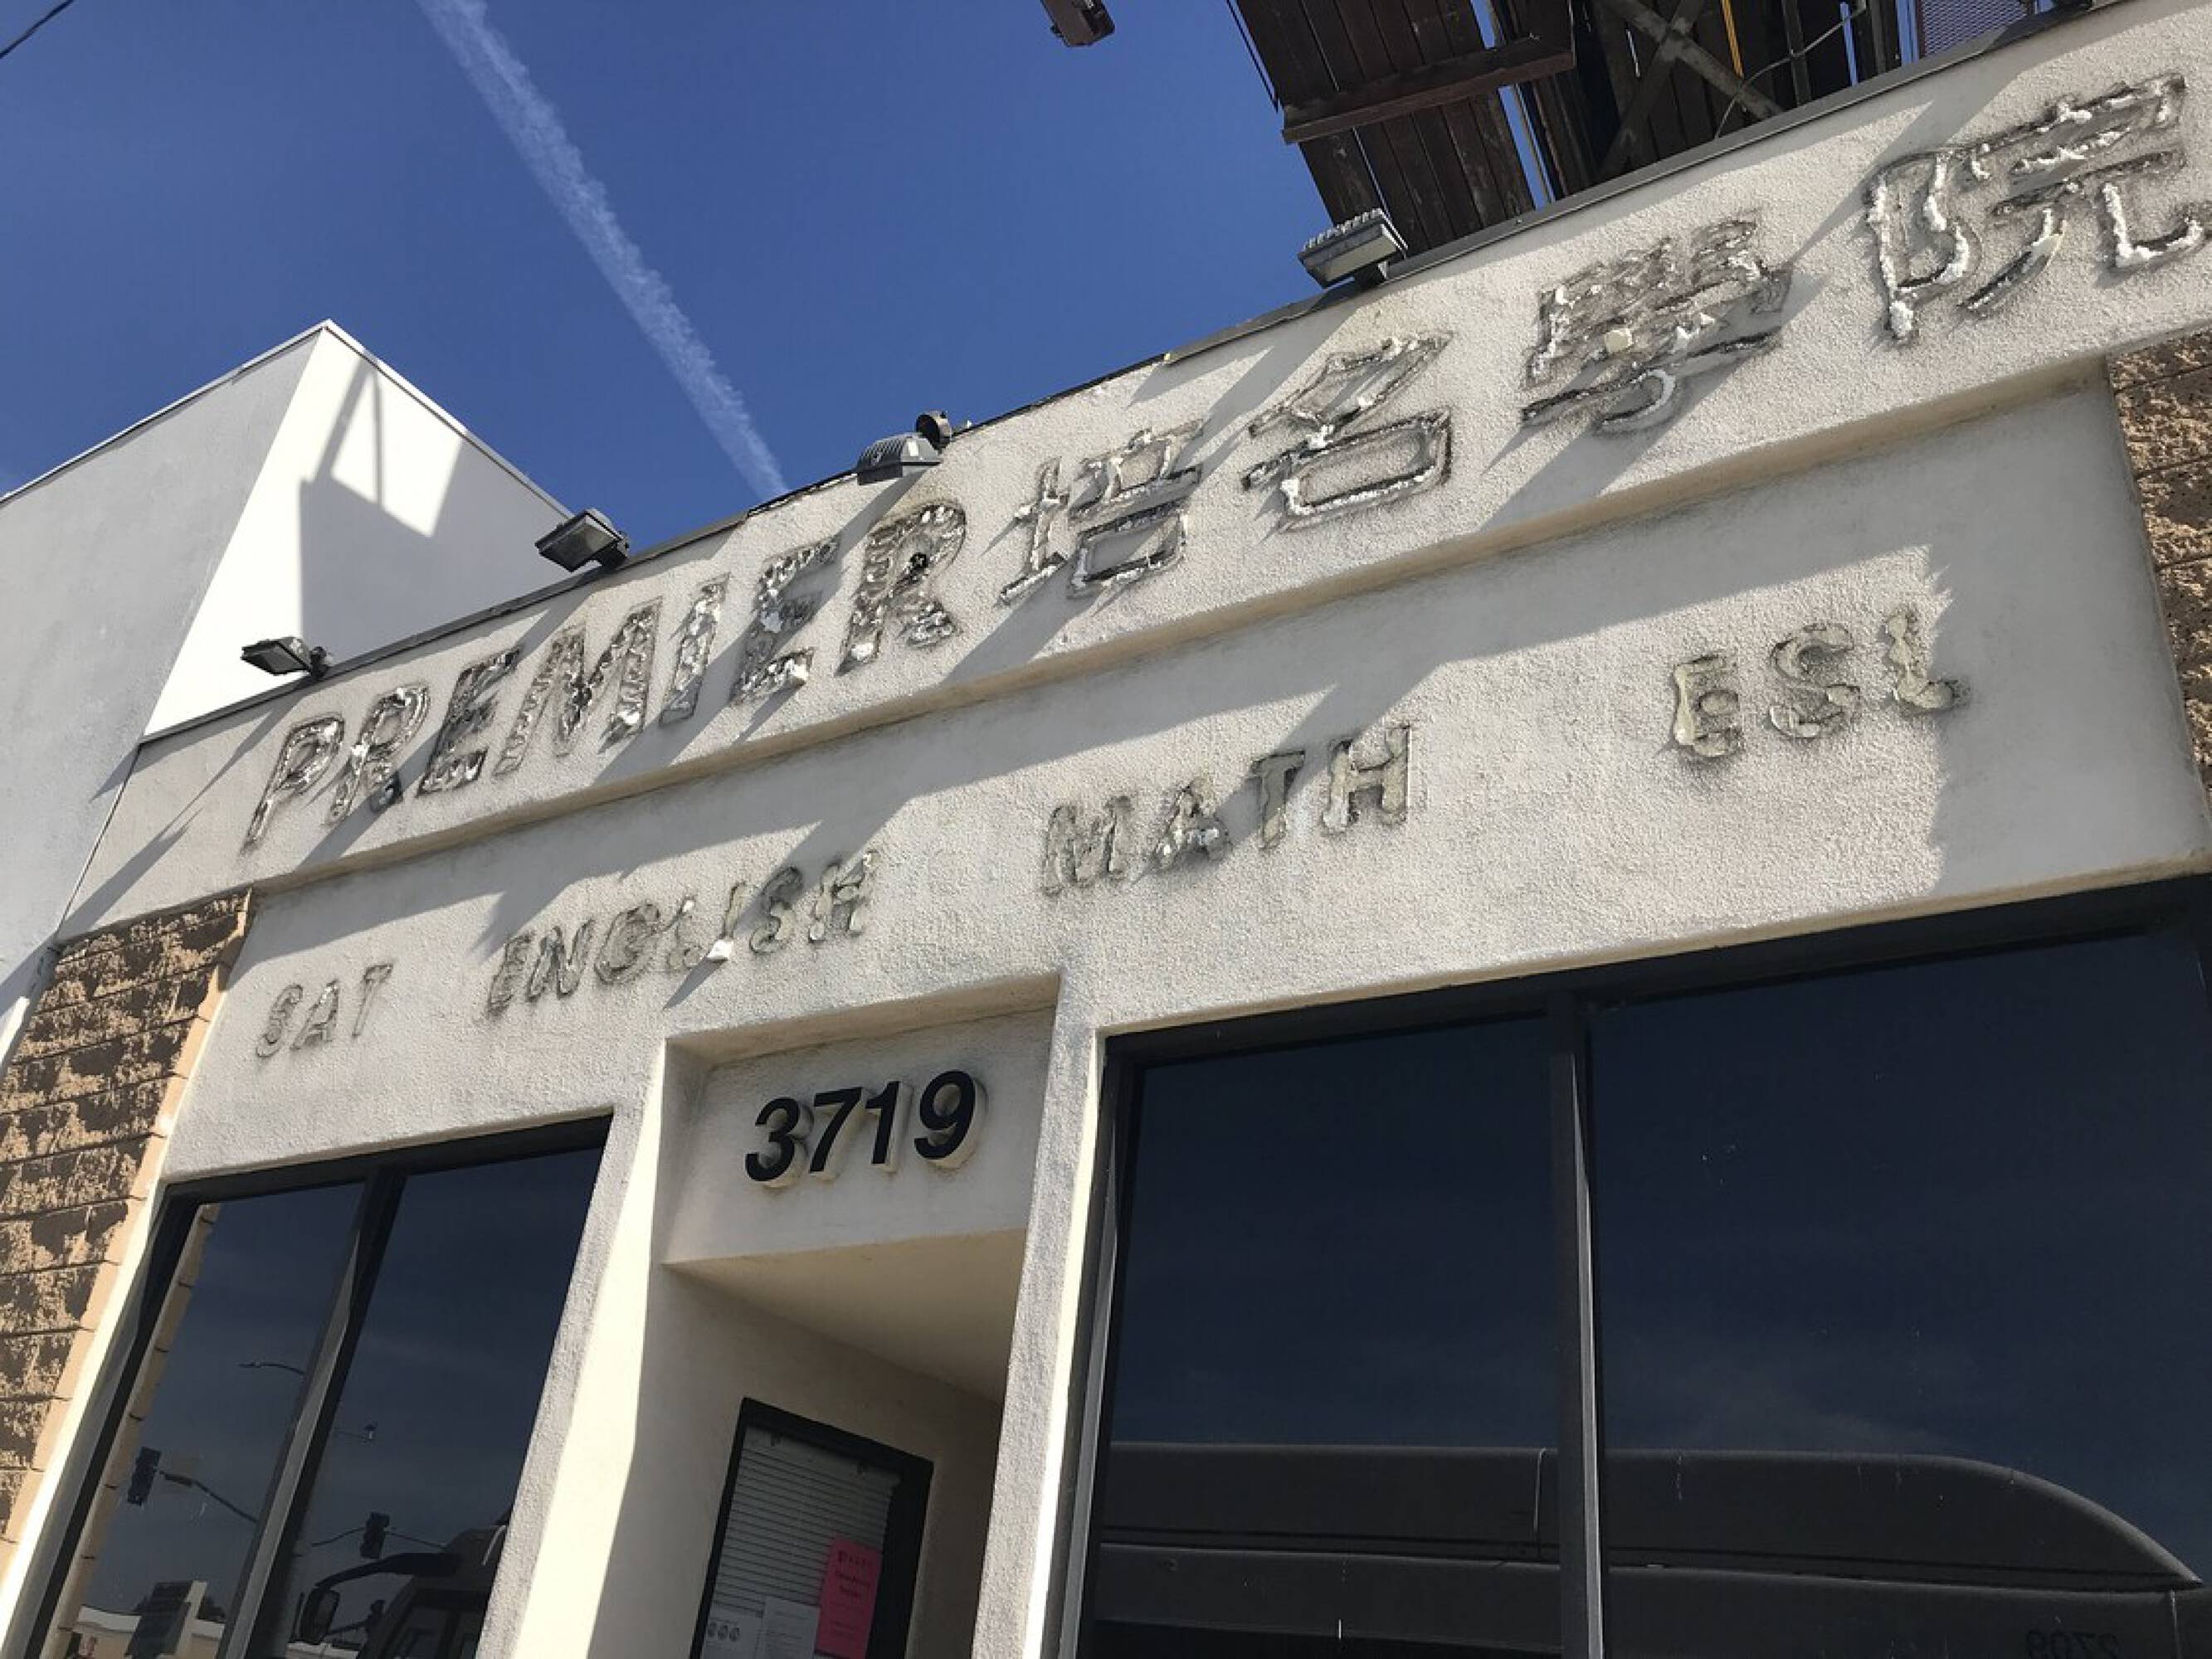 PREMIER 培名學院
SAT ENGLISH MATH ESL
3719